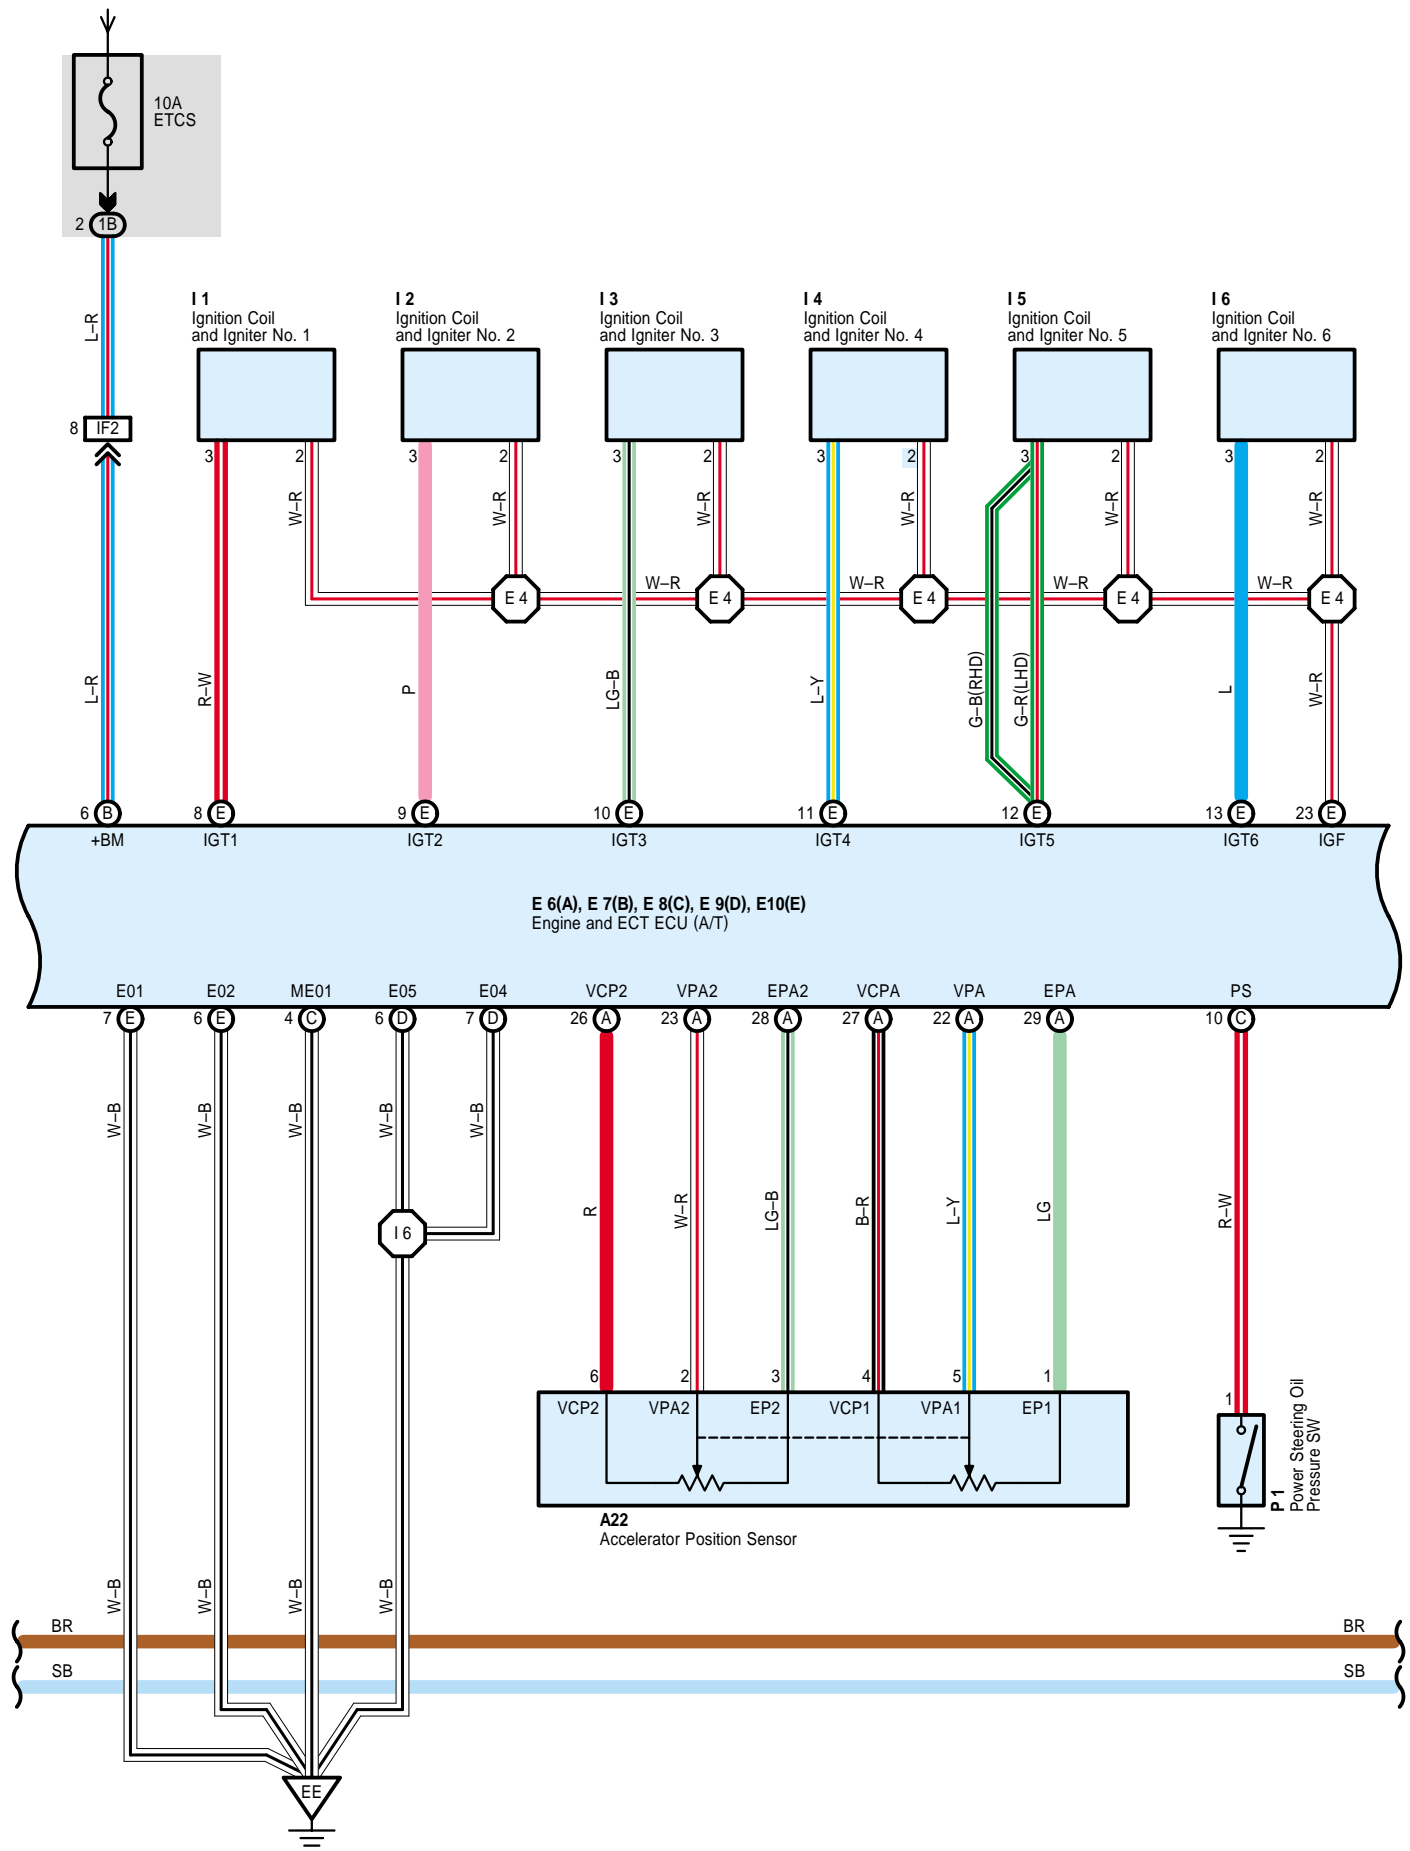 10A
ETCS
2 1B
L–R
8 IF2
L–R
I 1
Ignition Coil
and Igniter No. 1
I 2
Ignition Coil
and Igniter No. 2
I 3
Ignition Coil
and Igniter No. 3
I 4
Ignition Coil
and Igniter No. 4
I 5
Ignition Coil
and Igniter No. 5
I 6
Ignition Coil
and Igniter No. 6
3 2 3 2 3 2 3 2 3 2 3 2
W–R W–R W–R W–R W–R W–R
W–R W–R W–R W–R
E 4 E 4 E 4 E 4 E 4
R–W P LG–B L–Y G–B(RHD) G–R(LHD) L W–R
6 B 8 E 9 E 10 E 11 E 12 E 13 E 23 E
+BM IGT1 IGT2 IGT3 IGT4 IGT5 IGT6 IGF
E 6(A), E 7(B), E 8(C), E 9(D), E10(E)
Engine and ECT ECU (A/T)
E01 E02 ME01 E05 E04 VCP2 VPA2 EPA2 VCPA VPA EPA PS
7 E 6 E 4 C 6 D 7 D 26 A 23 A 28 A 27 A 22 A 29 A 10 C
W–B W–B W–B W–B W–B
R W–R LG–B B–R L–Y LG R–W
I 6
6 2 3 4 5 1 1
VCP2 VPA2 EP2 VCP1 VPA1 EP1
A22
Accelerator Position Sensor
P 1
Power Steering Oil
Pressure SW
W–B W–B W–B W–B
BR BR
SB SB
EE